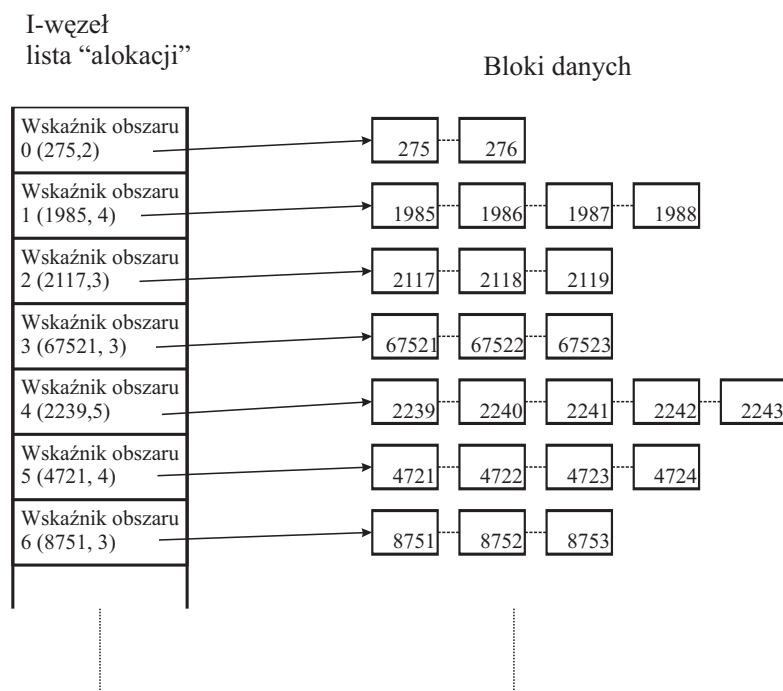 I-węzeł
lista “alokacji”
Bloki danych
Wskaźnik obszaru
0 (275,2)
275 276
Wskaźnik obszaru
1 (1985, 4)
1985 1986 1987 1988
Wskaźnik obszaru
2 (2117,3)
2117 2118 2119
Wskaźnik obszaru
3 (67521, 3)
67521 67522 67523
Wskaźnik obszaru
4 (2239,5)
2239 2240 2241 2242 2243
Wskaźnik obszaru
5 (4721, 4)
4721 4722 4723 4724
Wskaźnik obszaru
6 (8751, 3)
8751 8752 8753